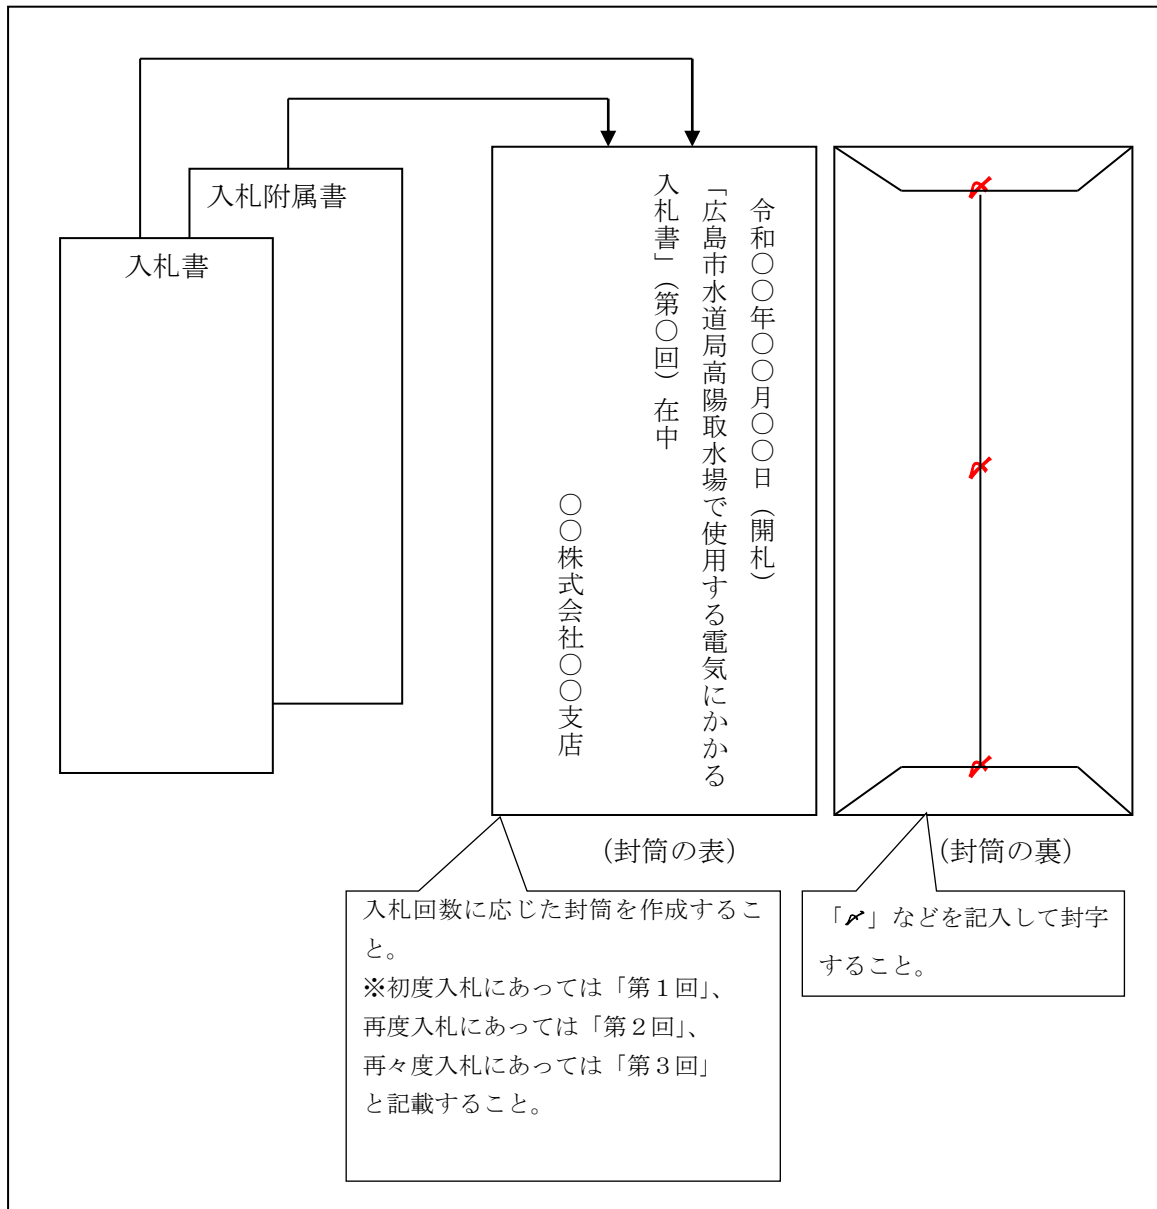 入札附属書
入札書
令和〇〇年〇〇月〇〇日（開札）
「広島市水道局高陽取水場で使用する電気にかかる
入札書」（第〇回）在中
〇〇株式会社〇〇支店
〆
〆
〆
（封筒の表）
（封筒の裏）
入札回数に応じた封筒を作成するこ
と。
※初度入札にあっては「第１回」、
再度入札にあっては「第２回」、
再々度入札にあっては「第３回」
と記載すること。
「〆」などを記入して封字
すること。